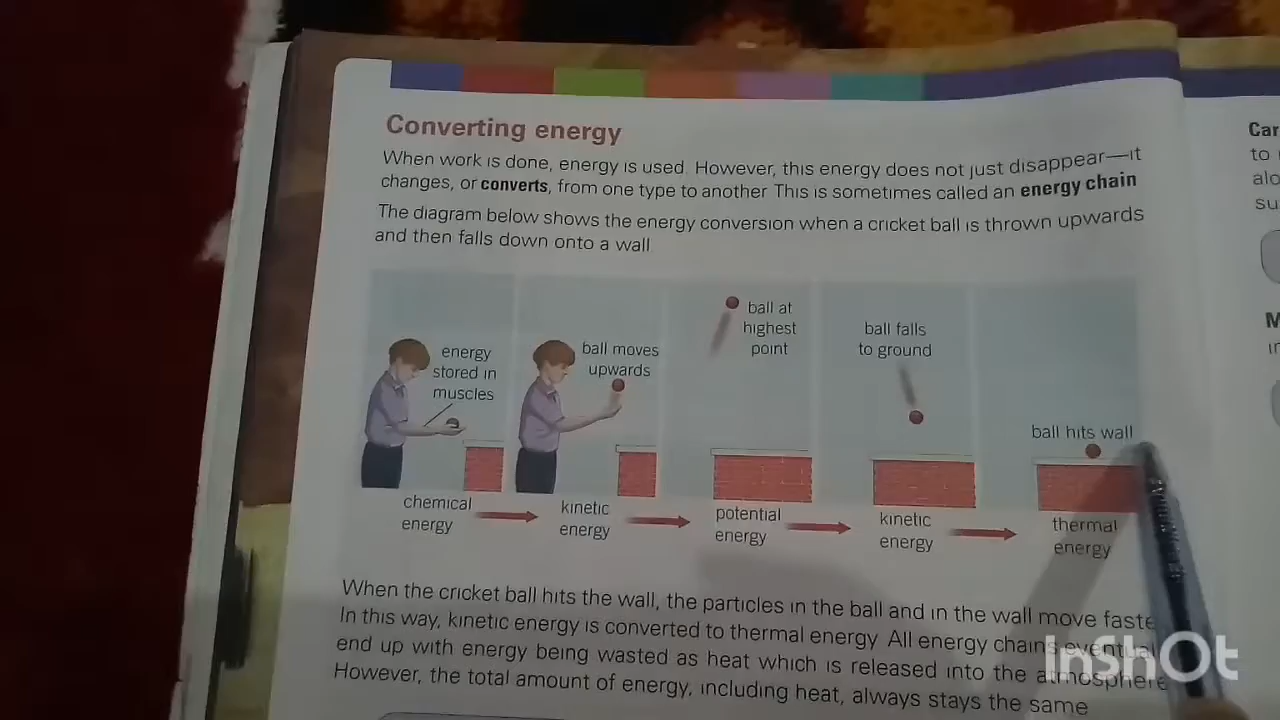 Converting energy
When work is done, energy is used. However, this energy does not just disappear—it
changes, or converts, from one type to another. This is sometimes called an energy chain
The diagram below shows the energy conversion when a cricket ball is thrown upwards
and then falls down onto a wall
energy
stored in
muscles
ball moves
upwards
ball at
highest
point
ball falls
to ground
ball hits wall
chemical
energy
kinetic
energy
potential
energy
kinetic
energy
thermal
energy
When the cricket ball hits the wall, the particles in the ball and in the wall move faste
In this way, kinetic energy is converted to thermal energy. All energy chains eventual
end up with energy being wasted as heat which is released into the atmosphere
However, the total amount of energy, including heat, always stays the same
Car
to
alo
su
M
InShOt